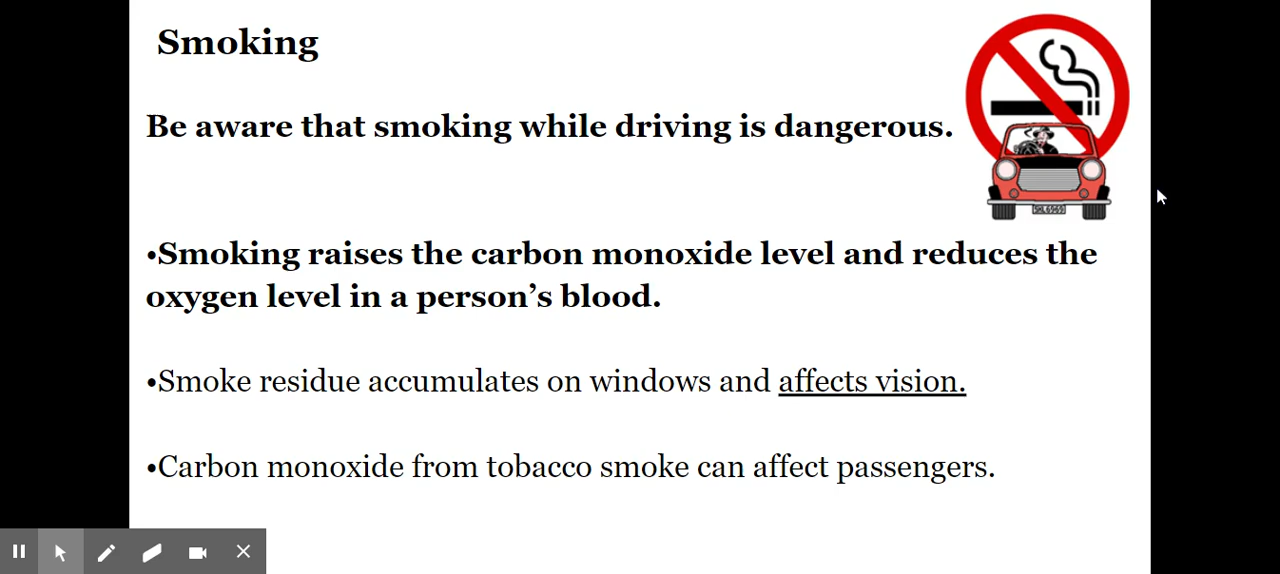 Smoking
Be aware that smoking while driving is dangerous.
•Smoking raises the carbon monoxide level and reduces the
oxygen level in a person’s blood.
•Smoke residue accumulates on windows and affects vision.
•Carbon monoxide from tobacco smoke can affect passengers.